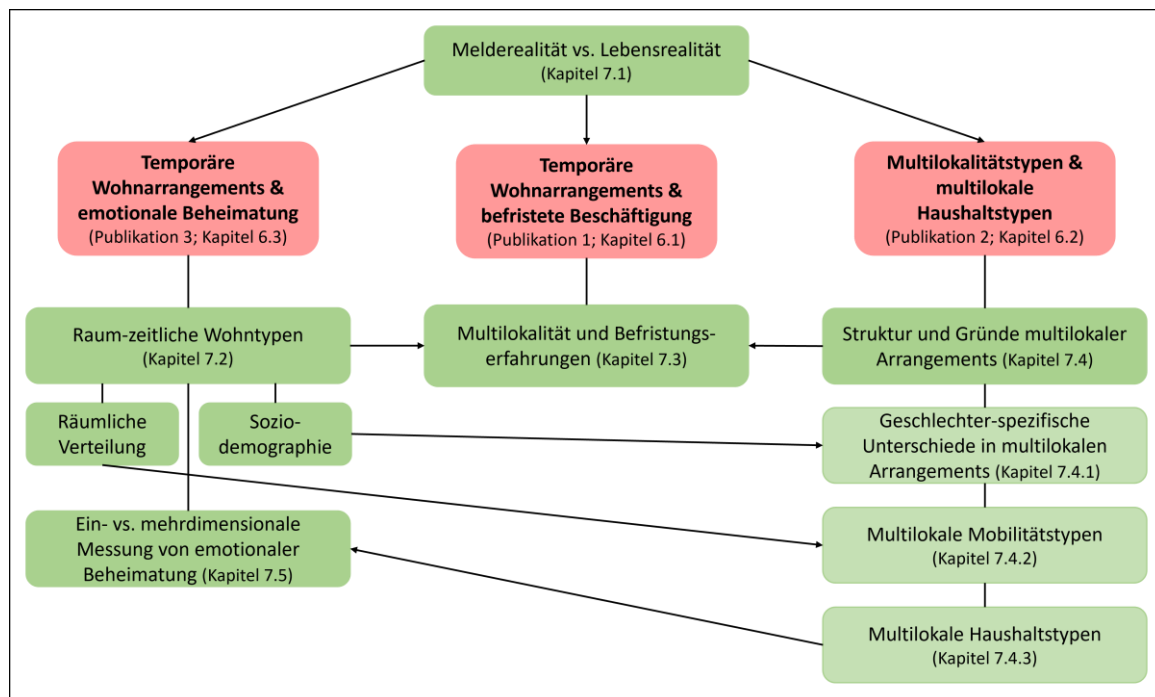 Melderealität vs. Lebensrealität
(Kapitel 7.1)
Temporäre
Wohnarrangements &
emotionale Beheimatung
(Publikation 3; Kapitel 6.3)
Temporäre
Wohnarrangements &
befristete Beschäftigung
(Publikation 1; Kapitel 6.1)
Multilokalitätstypen &
multilokale
Haushaltstypen
(Publikation 2; Kapitel 6.2)
Raum-zeitliche Wohntypen
(Kapitel 7.2)
Multilokalität und Befristungs-
erfahrungen (Kapitel 7.3)
Struktur und Gründe multilokaler
Arrangements (Kapitel 7.4)
Räumliche
Verteilung
Sozio-
demographie
Geschlechter-spezifische
Unterschiede in multilokalen
Arrangements (Kapitel 7.4.1)
Ein- vs. mehrdimensionale
Messung von emotionaler
Beheimatung (Kapitel 7.5)
Multilokale Mobilitätstypen
(Kapitel 7.4.2)
Multilokale Haushaltstypen
(Kapitel 7.4.3)